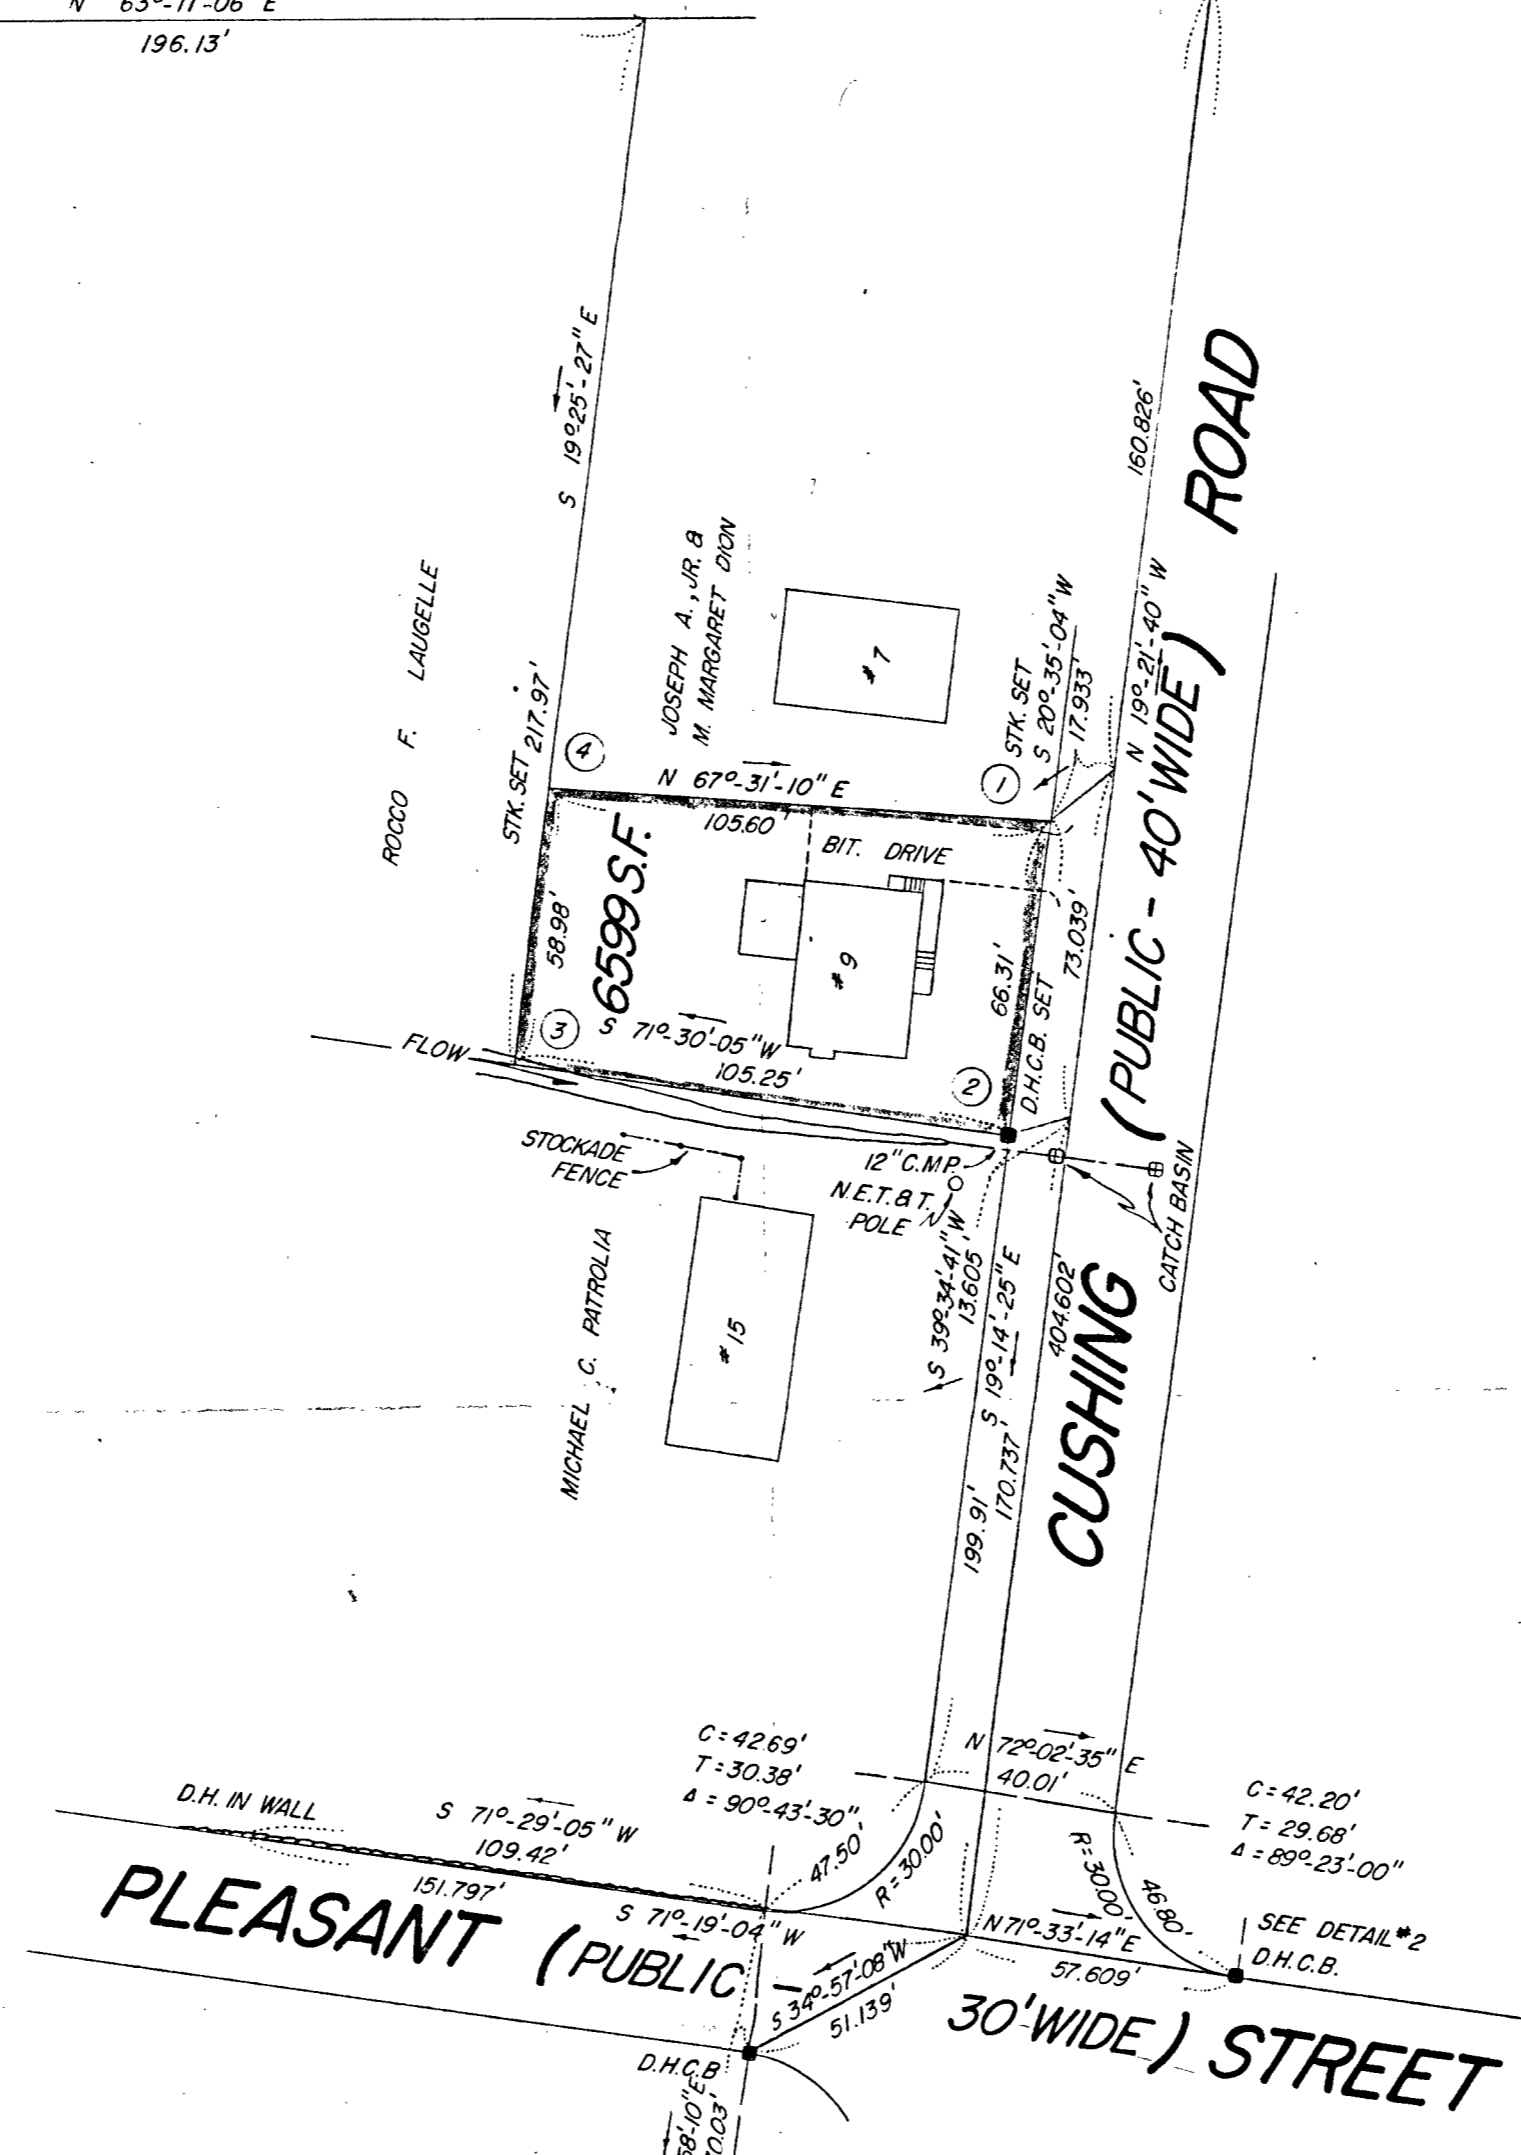 N 63°-11'-06" E
196.13'
S 19°-25'-27" E
160.826'
ROAD
ROCCO F. LAUGELLE
JOSEPH A., JR. &
M. MARGARET DION
#7
STK. SET
S 20°-35'-04" W
17.933'
N 19°-21'-40" W
STK. SET 217.97'
4
N 67°-31'-10" E
1
105.60'
BIT. DRIVE
6599 S.F.
58.98'
#9
66.31'
D.H.C.B. SET
73.039'
(PUBLIC - 40' WIDE)
3
S 71°-30'-05" W
105.25'
2
FLOW
STOCKADE
FENCE
12" C.M.P.
N.E.T. & T.
POLE
CATCH BASIN
MICHAEL C. PATROLIA
#15
S 39°-34'-41" W
13.605'
S 19°-14'-25" E
404.602'
CUSHING
199.91'
170.737'
C=42.69'
T=30.38'
Δ = 90°-43'-30"
N 72°-02'-35" E
40.01'
C=42.20'
T=29.68'
Δ=89°-23'-00"
D.H. IN WALL
S 71°-29'-05" W
109.42'
151.797'
47.50'
R=30.00'
R=30.00'
46.80
S 71°-19'-04" W
N 71°-33'-14" E
57.609'
SEE DETAIL #2
D.H.C.B.
PLEASANT (PUBLIC - 30' WIDE) STREET
S 34°-57'-08" W
51.139'
D.H.C.B
58'-10" E
0.03'